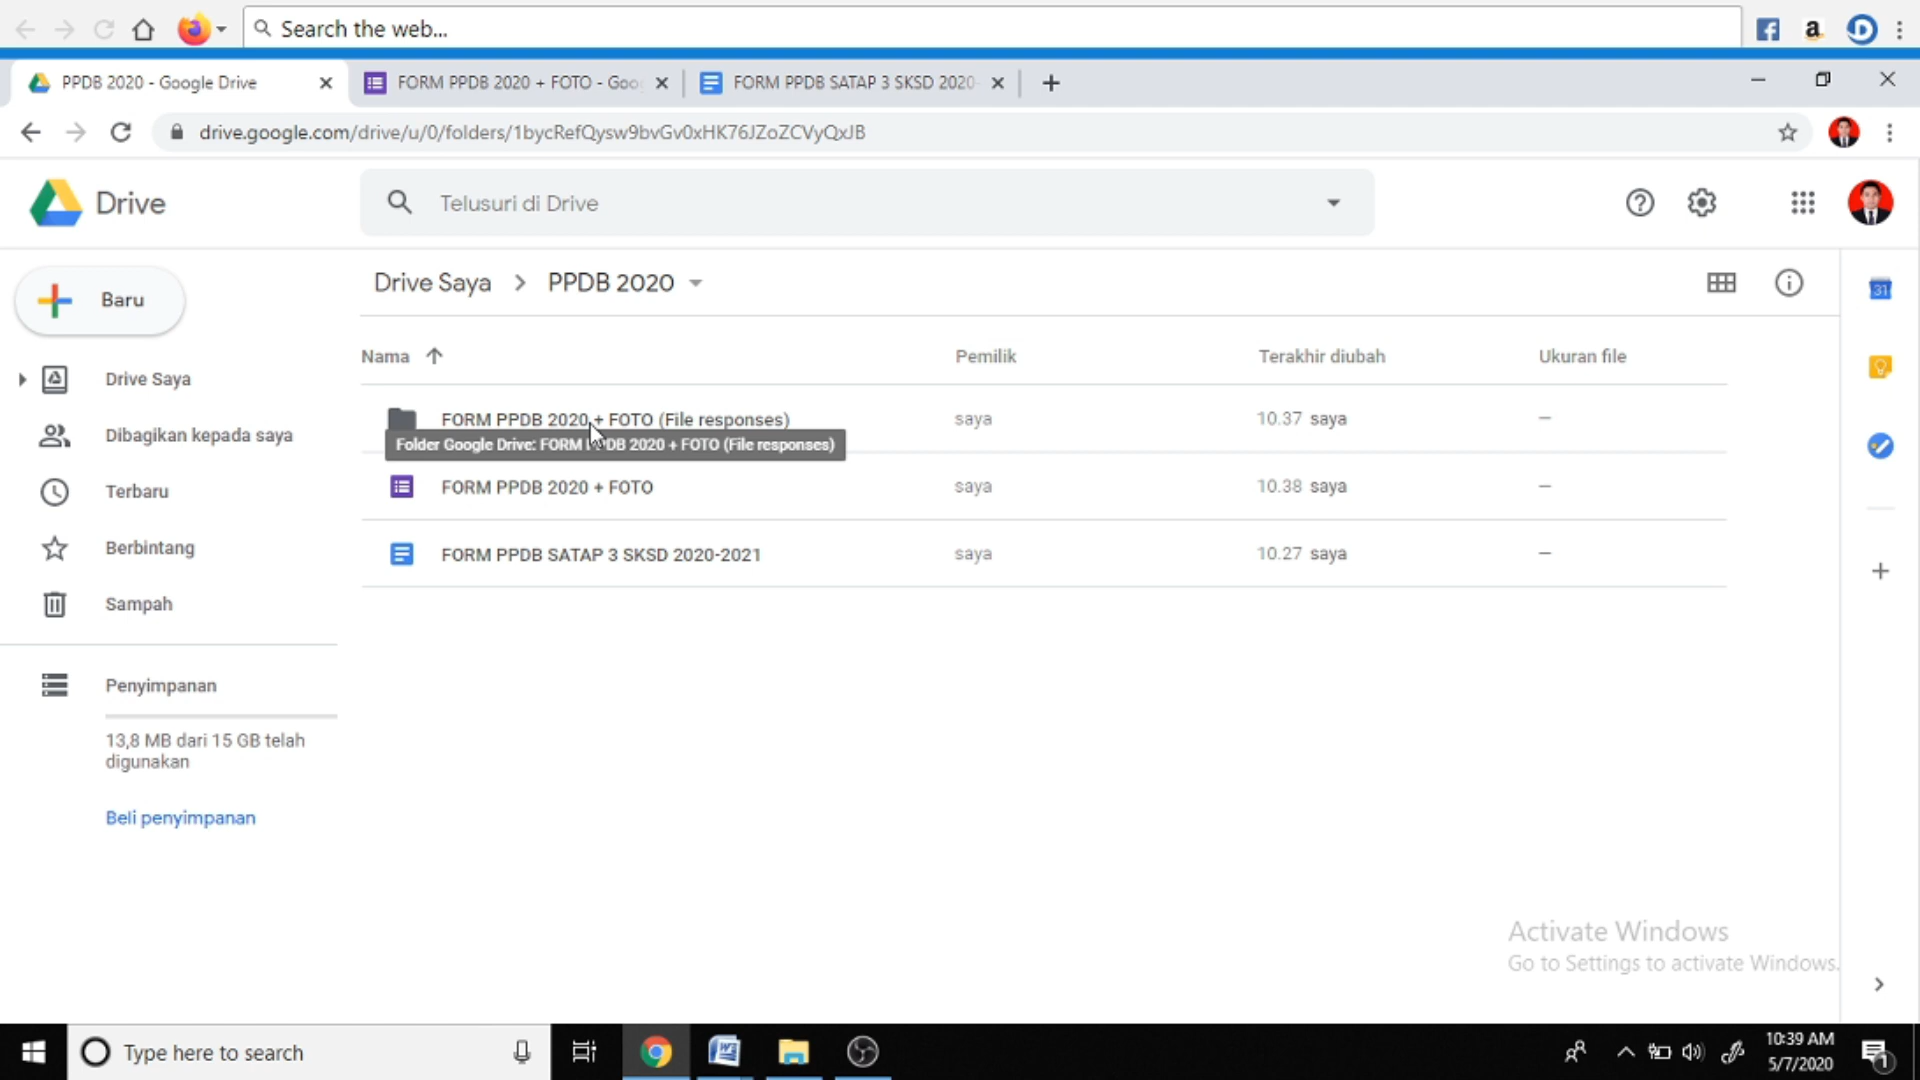 Search the web...
PPDB 2020 - Google Drive
FORM PPDB 2020 + FOTO - Goo
FORM PPDB SATAP 3 SKSD 2020-
drive.google.com/drive/u/0/folders/1bycRefQysw9bvGv0xHK76JZoZCVyQxJB
Drive
Telusuri di Drive
Baru
Drive Saya > PPDB 2020
31
Nama Pemilik Terakhir diubah Ukuran file
FORM PPDB 2020 + FOTO (File responses) saya 10.37 saya —
Folder Google Drive: FORM PPDB 2020 + FOTO (File responses)
FORM PPDB 2020 + FOTO saya 10.38 saya —
FORM PPDB SATAP 3 SKSD 2020-2021 saya 10.27 saya —
Drive Saya
Dibagikan kepada saya
Terbaru
Berbintang
Sampah
Penyimpanan
13,8 MB dari 15 GB telah
digunakan
Beli penyimpanan
Activate Windows
Go to Settings to activate Windows.
Type here to search
10:39 AM
5/7/2020
1